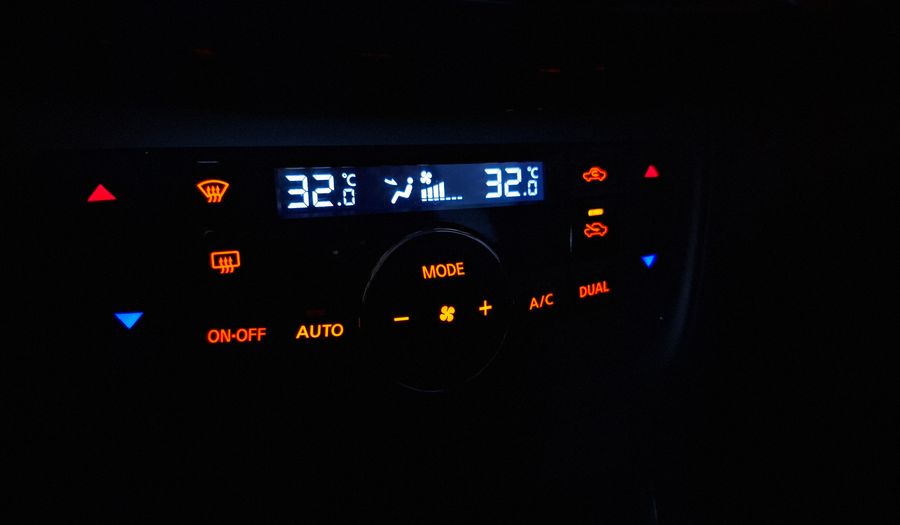 32.0°C 32.0°C
MODE
− +
A/C DUAL
ON·OFF AUTO